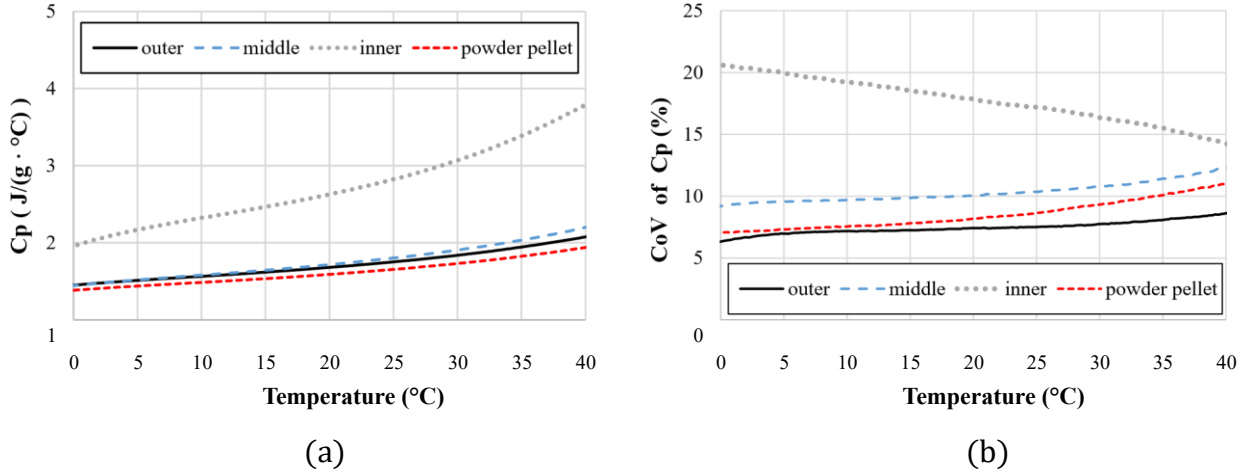 5
4
3
2
1
Cp ( J/(g · °C) )
outer middle inner powder pellet
0 5 10 15 20 25 30 35 40
Temperature (°C)
(a)
25
20
15
10
5
0
CoV of Cp (%)
outer middle inner powder pellet
0 5 10 15 20 25 30 35 40
Temperature (°C)
(b)